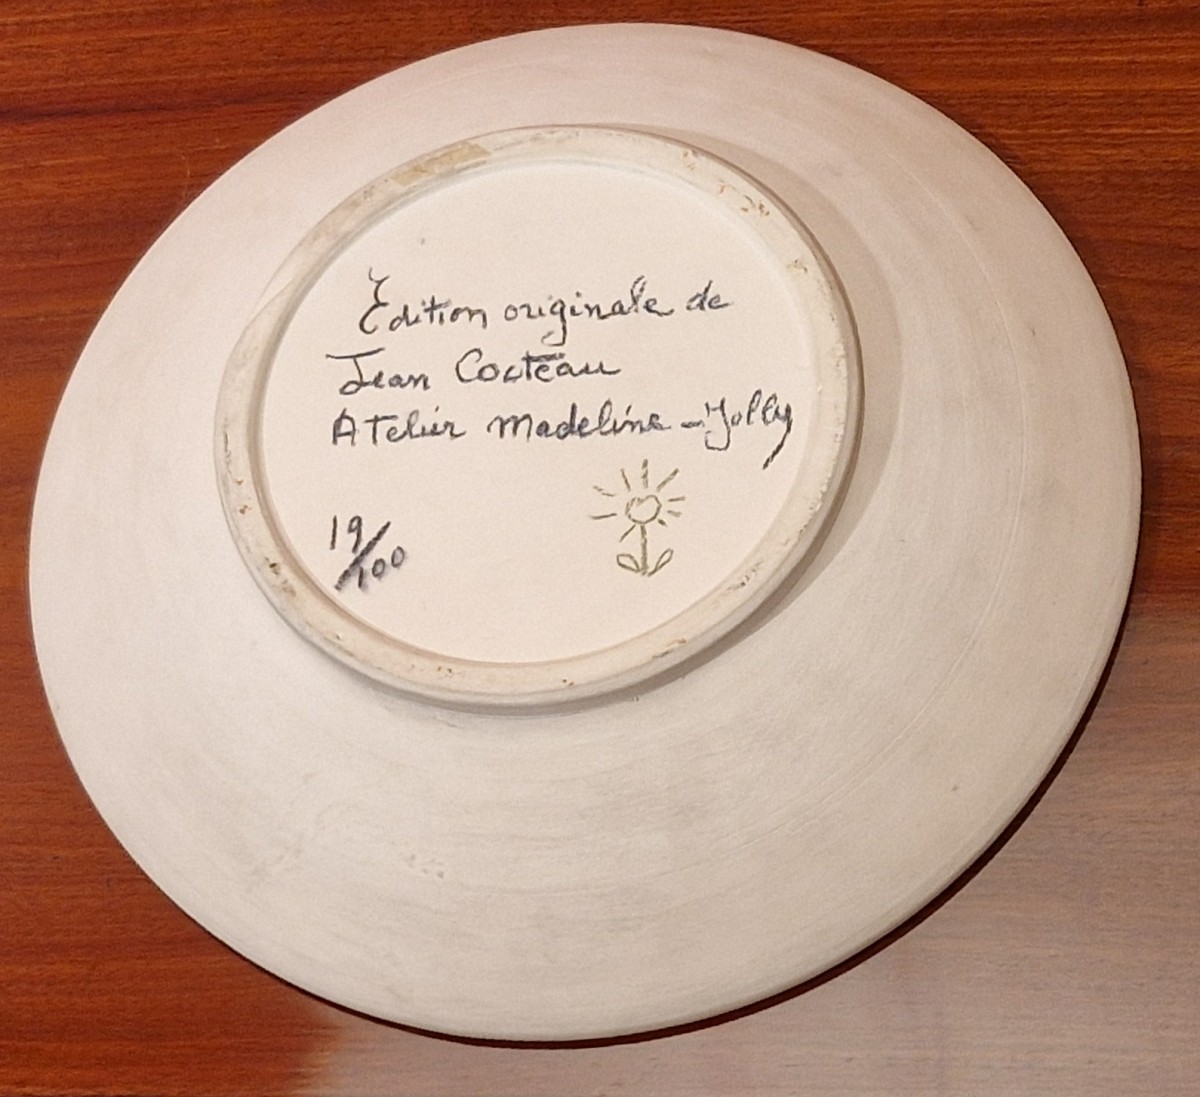 Édition originale de
Jean Cocteau
Atelier Madeline-Jolly
19/100